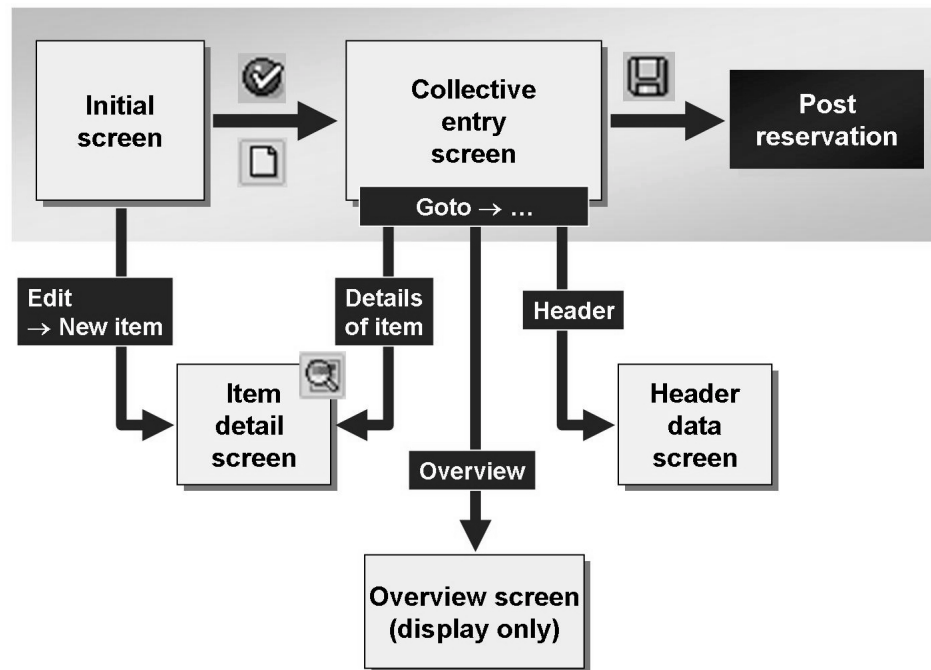 Initial
screen
Collective
entry
screen
Post
reservation
Goto → …
Edit
→ New item
Details
of item
Header
Item
detail
screen
Header
data
screen
Overview
Overview screen
(display only)